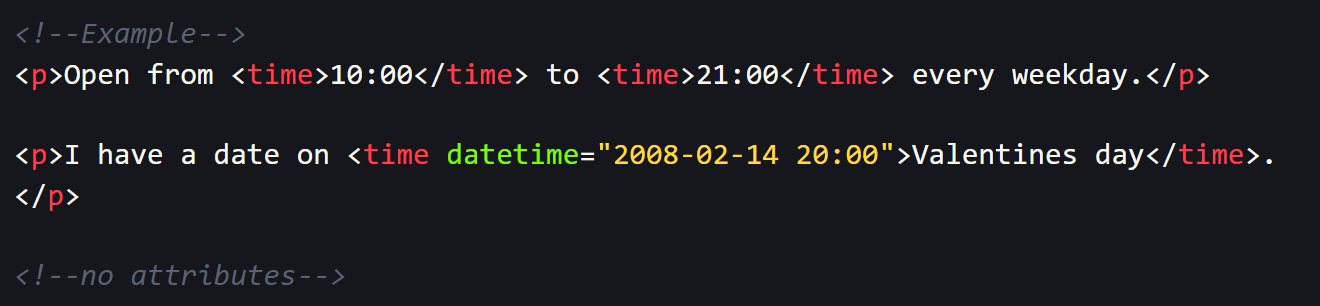 <!--Example-->
<p>Open from <time>10:00</time> to <time>21:00</time> every weekday.</p>
<p>I have a date on <time datetime="2008-02-14 20:00">Valentines day</time>.
</p>
<!--no attributes-->